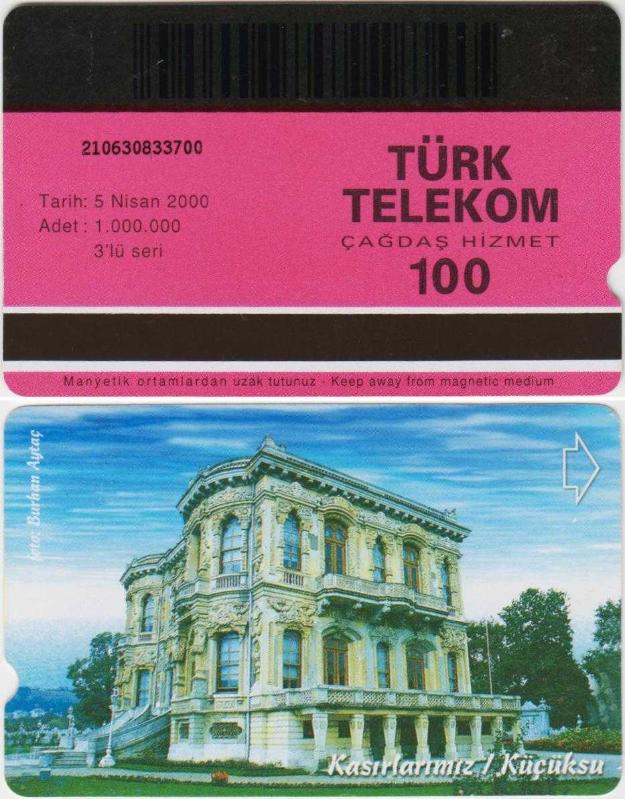 210630833700
Tarih: 5 Nisan 2000
Adet : 1.000.000
3'lü seri
TÜRK
TELEKOM
ÇAĞDAŞ HİZMET
100
Manyetik ortamlardan uzak tutunuz - Keep away from magnetic medium
foto: Burhan Aytaç
Kasırlarımız / Küçüksu